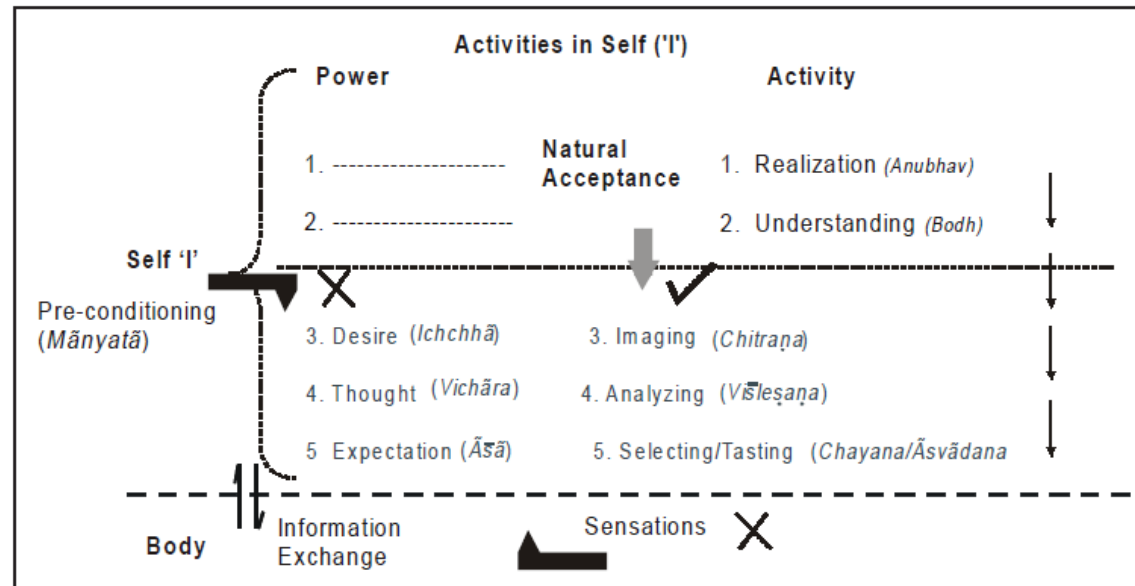 Activities in Self ('I')
Power Activity
1. -------------------- Natural Acceptance 1. Realization (Anubhav)
2. -------------------- 2. Understanding (Bodh)
Self ‘I’
Pre-conditioning
(Mãnyatã)
3. Desire (Ichchhã) 3. Imaging (Chitraṇa)
4. Thought (Vichãra) 4. Analyzing (Viśleṣaṇa)
5 Expectation (Ãśã) 5. Selecting/Tasting (Chayana/Ãsvãdana
Body
Information
Exchange
Sensations